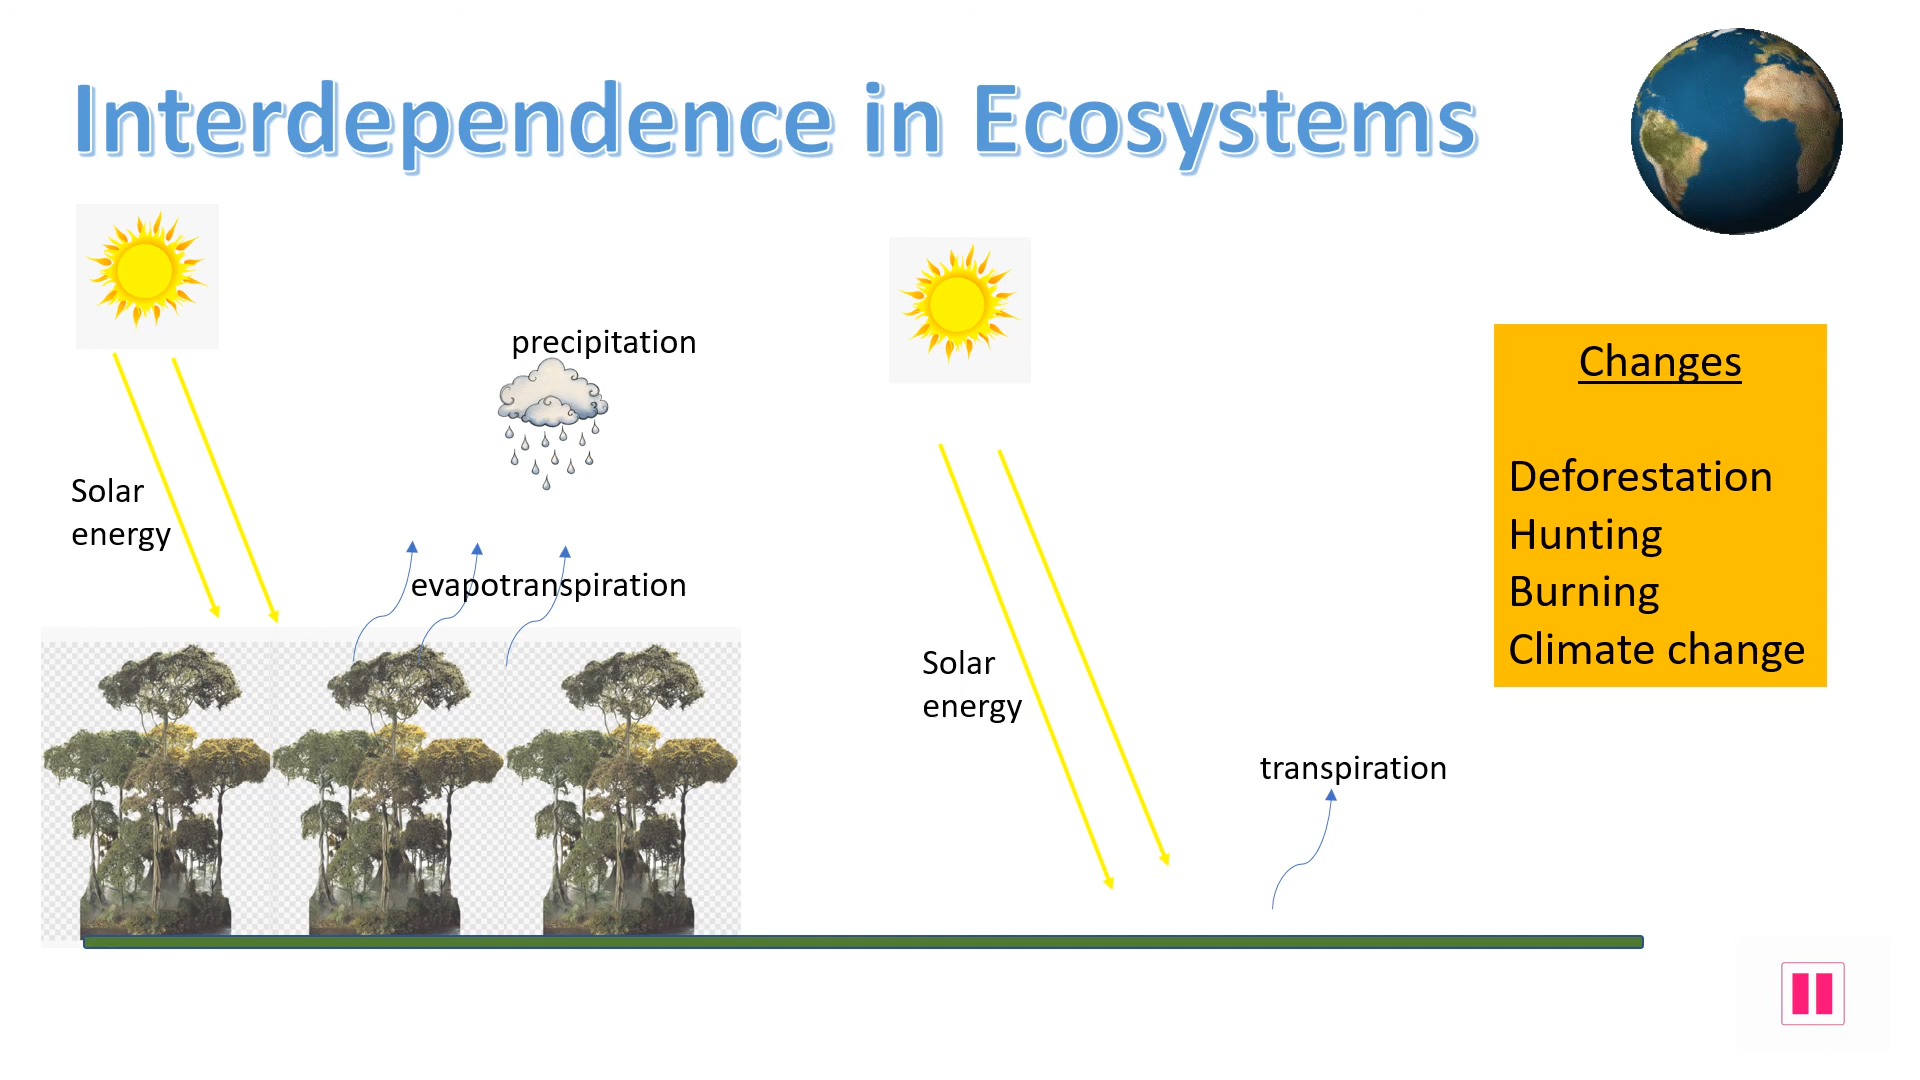 Interdependence in Ecosystems
precipitation
Solar
energy
evapotranspiration
Solar
energy
transpiration
Changes
Deforestation
Hunting
Burning
Climate change